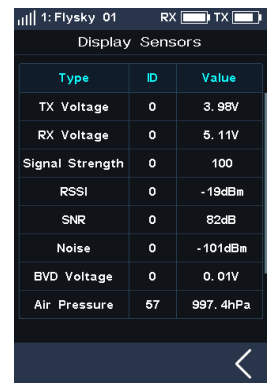 1: Flysky 01 RX TX
Display Sensors
Type ID Value
TX Voltage 0 3.98V
RX Voltage 0 5.11V
Signal Strength 0 100
RSSI 0 -19dBm
SNR 0 82dB
Noise 0 -101dBm
BVD Voltage 0 0.01V
Air Pressure 57 997.4hPa